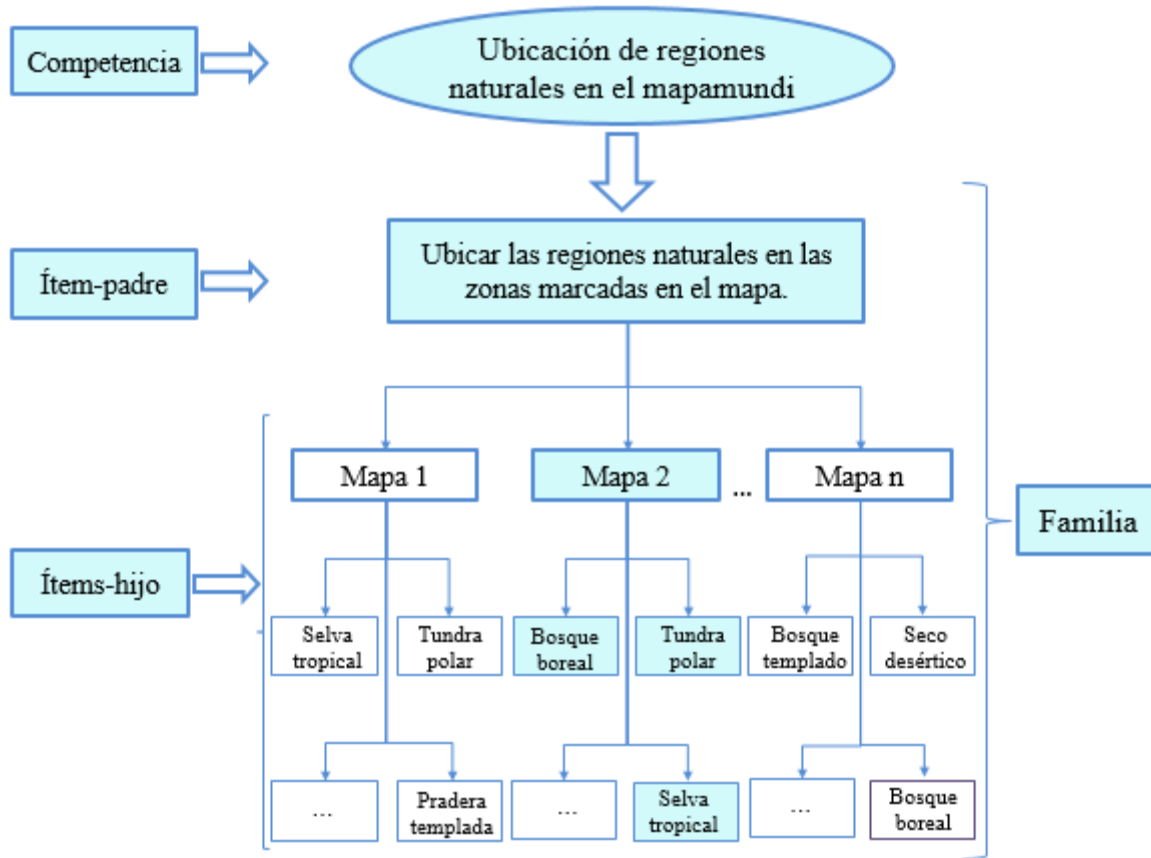 Competencia
Ubicación de regiones
naturales en el mapamundi
Ítem-padre
Ubicar las regiones naturales en las
zonas marcadas en el mapa.
Mapa 1
Mapa 2
...
Mapa n
Familia
Ítems-hijo
Selva
tropical
Tundra
polar
Bosque
boreal
Tundra
polar
Bosque
templado
Seco
desértico
...
Pradera
templada
...
Selva
tropical
...
Bosque
boreal